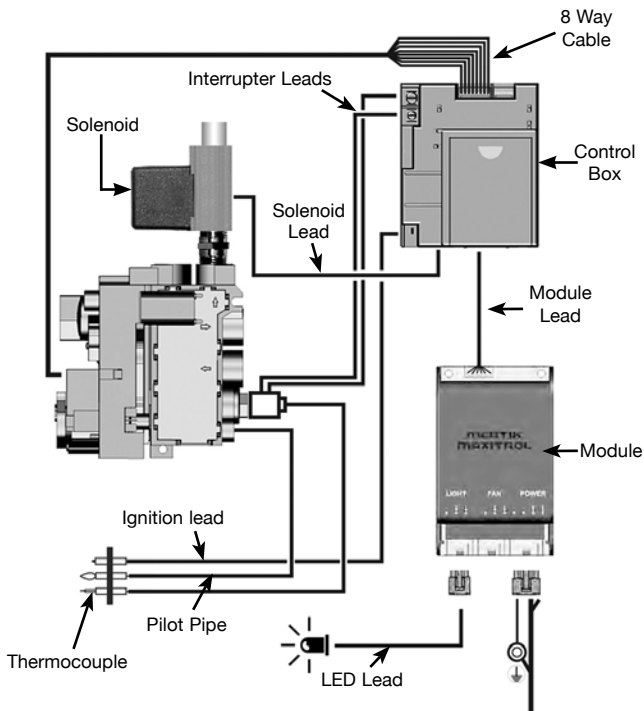 8 Way
Cable
Interrupter Leads
Solenoid
Control
Box
Solenoid
Lead
Module
Lead
MERTIK
MAXITROL
Module
LIGHT FAN POWER
Ignition lead
Pilot Pipe
Thermocouple
LED Lead